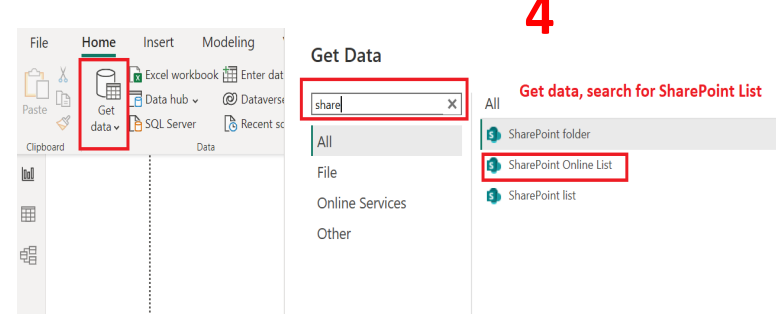 4
File Home Insert Modeling
Paste
Get
data
Excel workbook
Data hub
SQL Server
Enter dat
Dataverse
Recent sc
Clipboard
Data
Get Data
share
All
File
Online Services
Other
Get data, search for SharePoint List
All
SharePoint folder
SharePoint Online List
SharePoint list